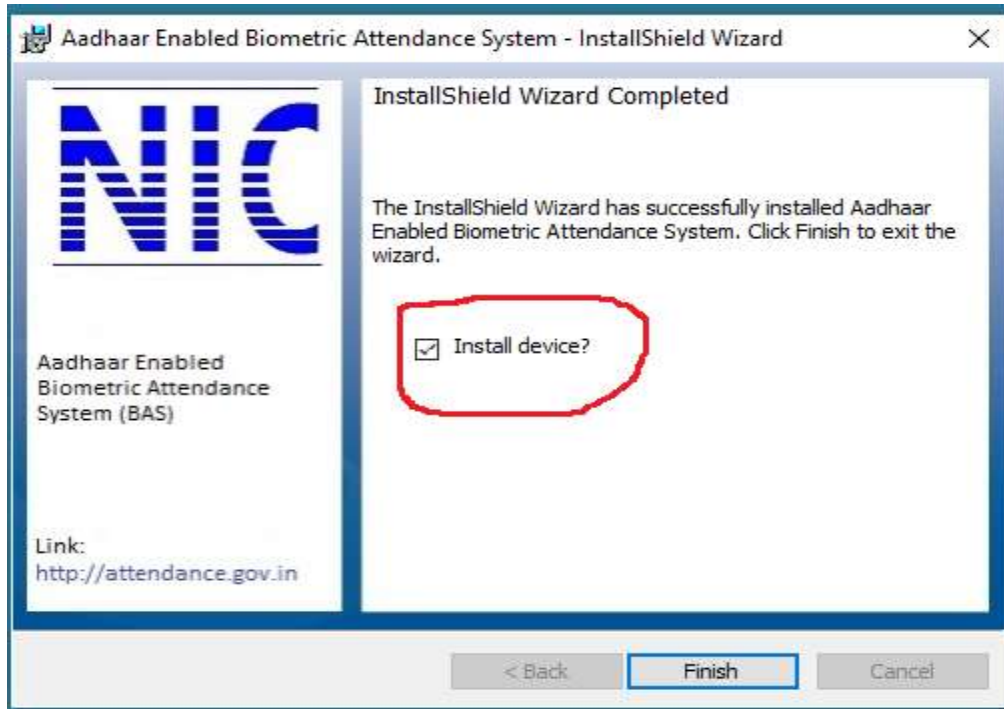 Aadhaar Enabled Biometric Attendance System - InstallShield Wizard
NIC
InstallShield Wizard Completed
The InstallShield Wizard has successfully installed Aadhaar
Enabled Biometric Attendance System. Click Finish to exit the
wizard.
Install device?
Aadhaar Enabled
Biometric Attendance
System (BAS)
Link:
http://attendance.gov.in
< Back
Finish
Cancel